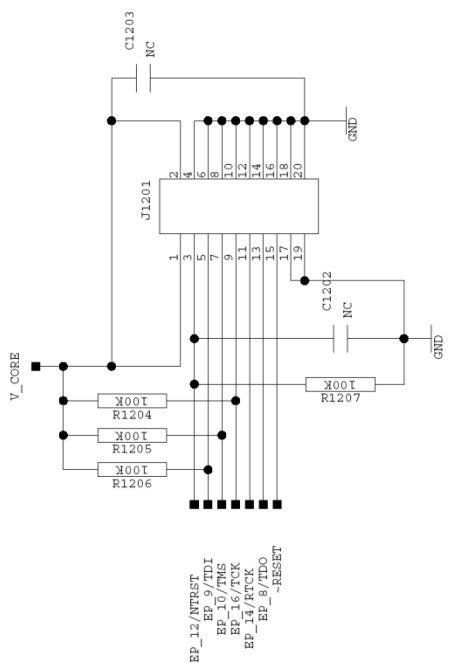 C1203
NC
2
4
6
8
10
12
14
16
18
20
GND
J1201
1
3
5
7
9
11
13
15
17
19
C1202
NC
V_CORE
100K
R1204
100K
R1205
100K
R1206
100K
R1207
GND
EP_12/NTRST
EP_9/TDI
EP_10/TMS
EP_16/TCK
EP_14/RTCK
EP_8/TDO
~RESET